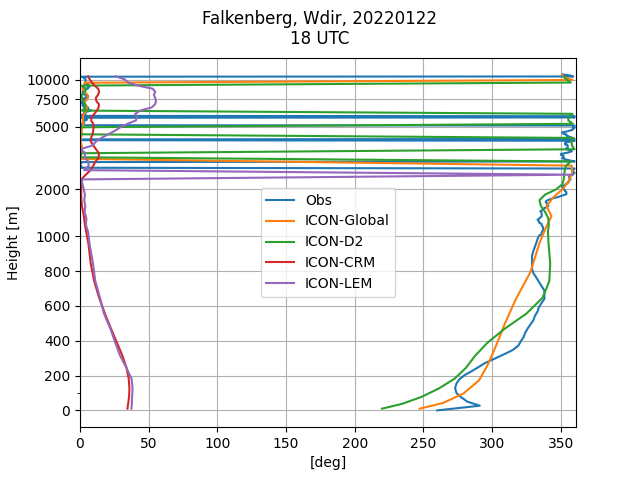 Falkenberg, Wdir, 20220122
18 UTC
10000
7500
5000
2000
1000
800
600
400
200
0
Height [m]
Obs
ICON-Global
ICON-D2
ICON-CRM
ICON-LEM
0 50 100 150 200 250 300 350
[deg]